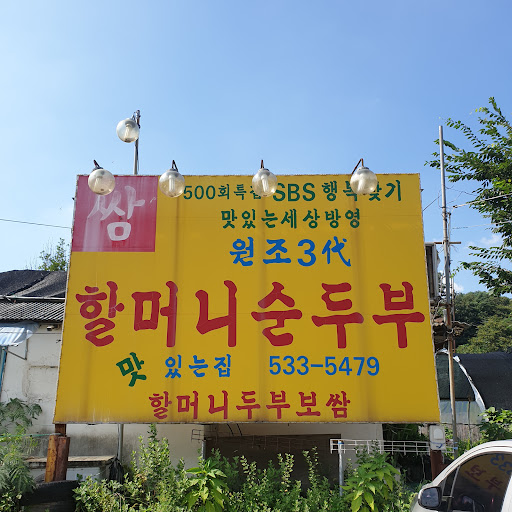 쌈
500회특집 SBS 행복찾기
맛있는세상방영
원조3代
할머니순두부
맛있는집 533-5479
할머니두부보쌈